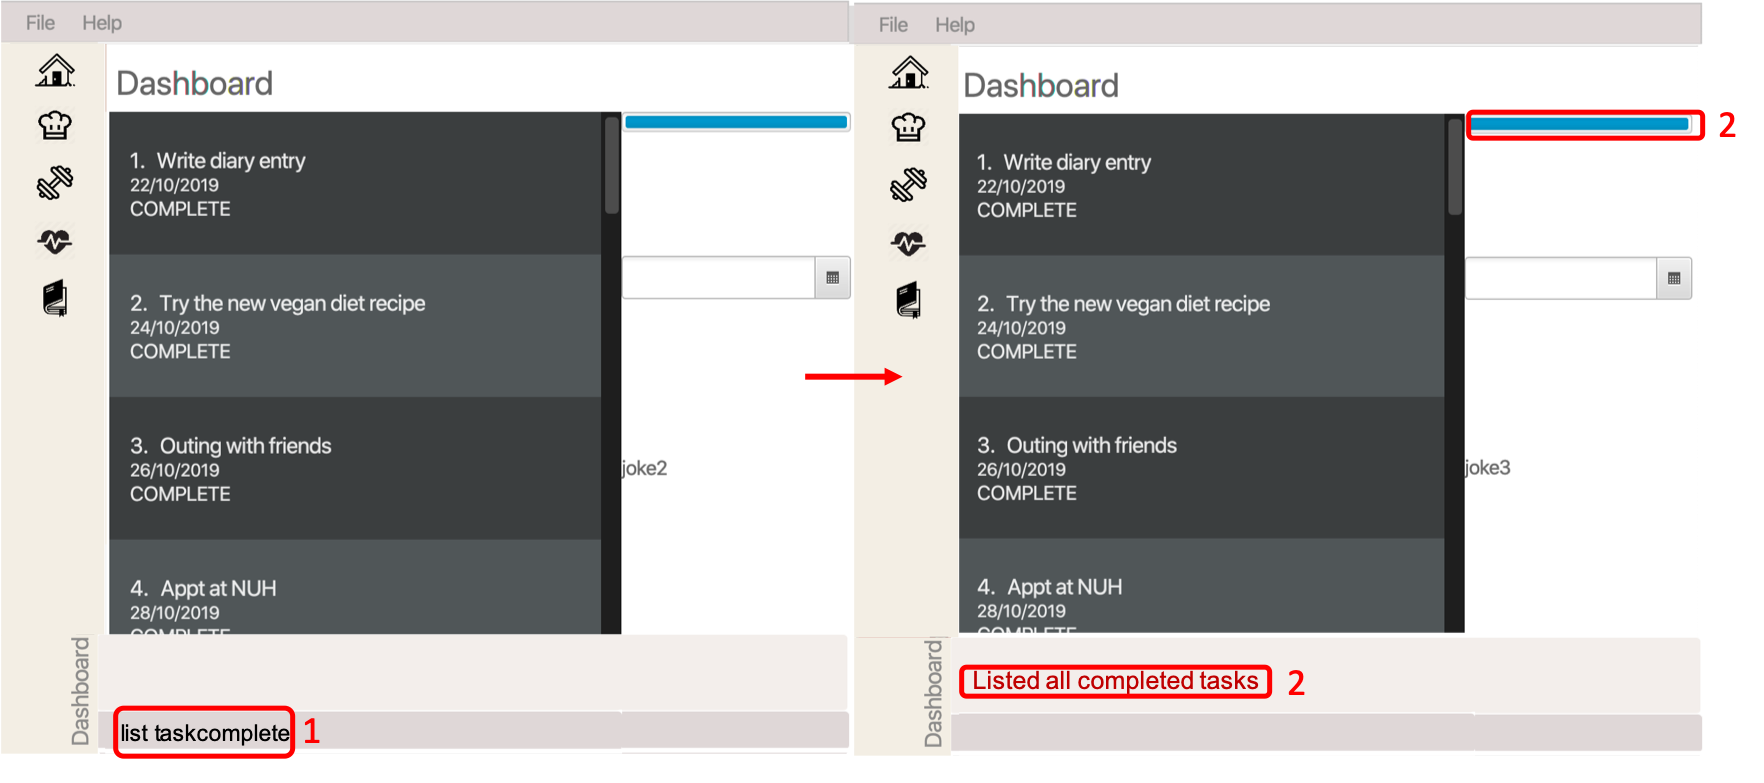 File Help
Dashboard
1. Write diary entry
22/10/2019
COMPLETE
2. Try the new vegan diet recipe
24/10/2019
COMPLETE
3. Outing with friends
26/10/2019
COMPLETE
joke2
4. Appt at NUH
28/10/2019
COMPLETE
Dashboard
list taskcomplete 1
File Help
Dashboard
2
1. Write diary entry
22/10/2019
COMPLETE
2. Try the new vegan diet recipe
24/10/2019
COMPLETE
3. Outing with friends
26/10/2019
COMPLETE
joke3
4. Appt at NUH
28/10/2019
COMPLETE
Dashboard
Listed all completed tasks 2